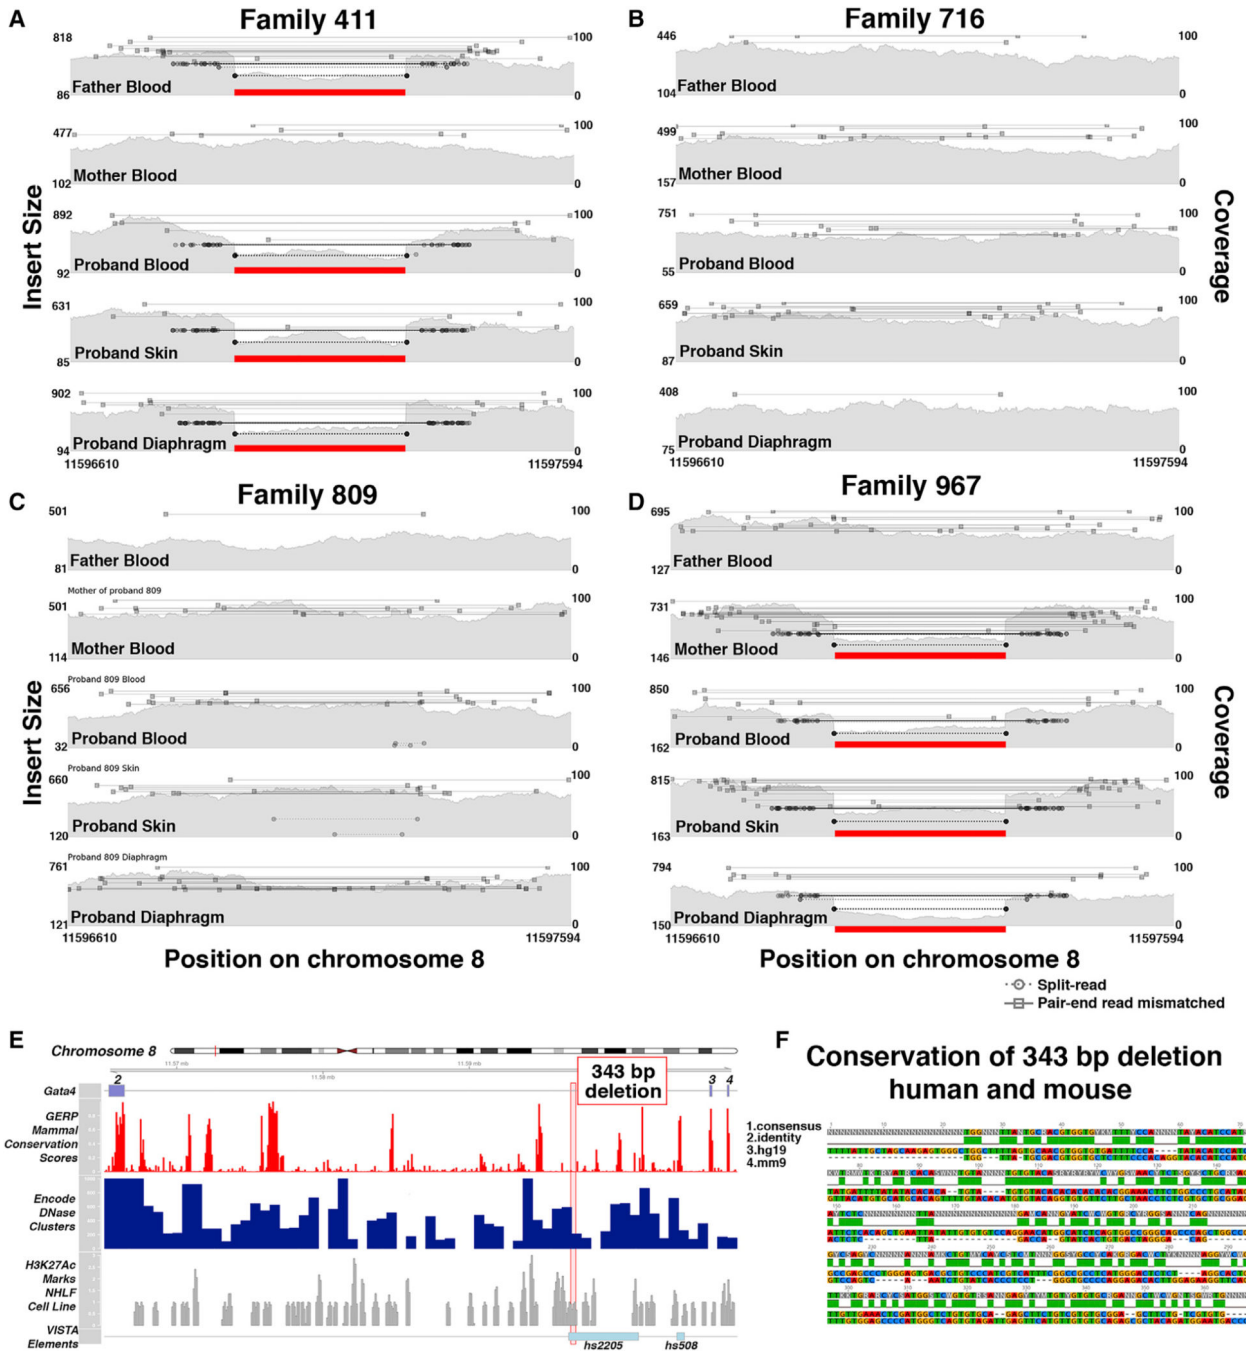 A
Family 411
818
100
Father Blood
86
0
477
100
Mother Blood
102
0
892
100
Proband Blood
92
0
631
100
Proband Skin
85
0
902
100
Proband Diaphragm
94
0
11596610
11597594
Insert Size
B
Family 716
446
100
Father Blood
104
0
499
100
Mother Blood
157
0
751
100
Proband Blood
55
0
659
100
Proband Skin
87
0
408
100
Proband Diaphragm
75
0
11596610
11597594
Coverage
C
Family 809
501
100
Father Blood
81
0
Mother of proband 809
501
100
Mother Blood
114
0
Proband 809 Blood
656
100
Proband Blood
32
0
Proband 809 Skin
660
100
Proband Skin
120
0
Proband 809 Diaphragm
761
100
Proband Diaphragm
121
0
11596610
11597594
Insert Size
Position on chromosome 8
D
Family 967
695
100
Father Blood
127
0
731
100
Mother Blood
146
0
850
100
Proband Blood
162
0
815
100
Proband Skin
163
0
794
100
Proband Diaphragm
150
0
11596610
11597594
Coverage
Position on chromosome 8
Split-read
Pair-end read mismatched
E
Chromosome 8
11.57 mb
11.58 mb
11.59 mb
343 bp
deletion
2
3
4
Gata4
GERP
Mammal
Conservation
Scores
Encode
DNase
Clusters
H3K27Ac
Marks
NHLF
Cell Line
VISTA
Elements
hs2205
hs508
F
Conservation of 343 bp deletion
human and mouse
1.consensus
2.identity
3.hg19
4.mm9